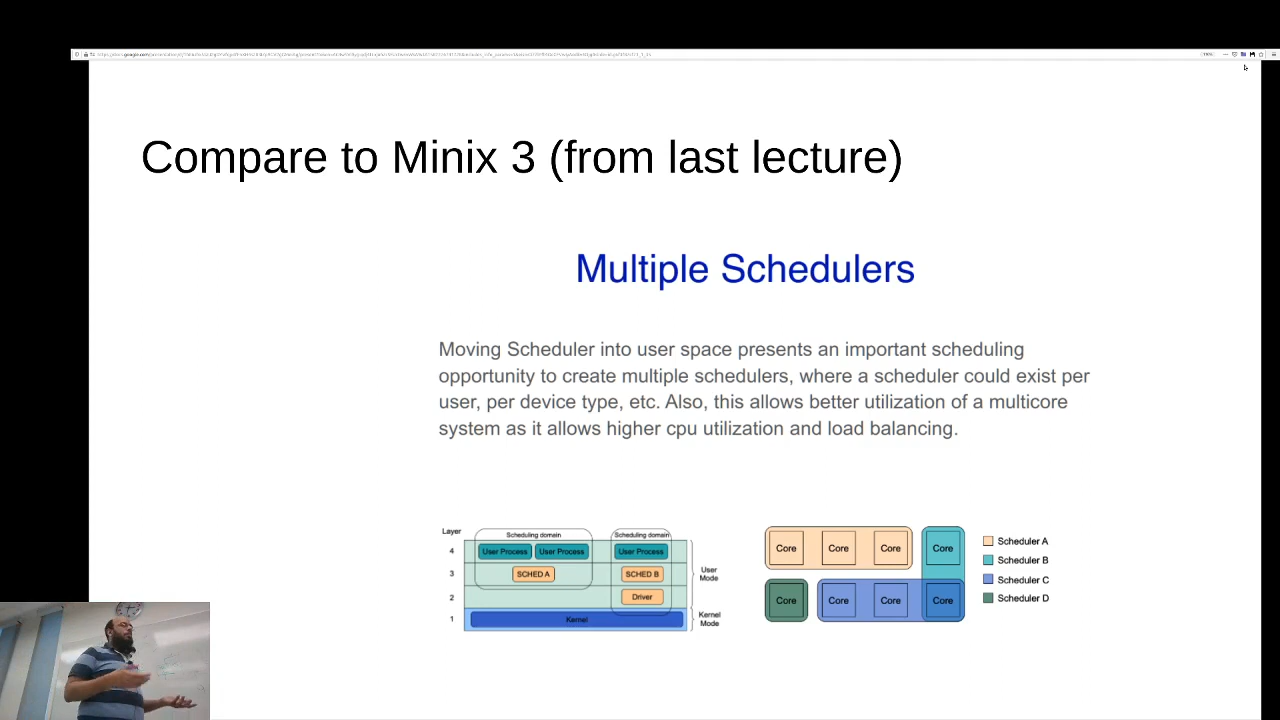 Compare to Minix 3 (from last lecture)
Multiple Schedulers
Moving Scheduler into user space presents an important scheduling
opportunity to create multiple schedulers, where a scheduler could exist per
user, per device type, etc. Also, this allows better utilization of a multicore
system as it allows higher cpu utilization and load balancing.
Layer
Scheduling domain
Scheduling domain
4
User Process
User Process
User Process
3
SCHED A
SCHED B
User
Mode
2
Driver
1
Kernel
Kernel
Mode
Core
Core
Core
Core
Core
Core
Core
Core
Scheduler A
Scheduler B
Scheduler C
Scheduler D